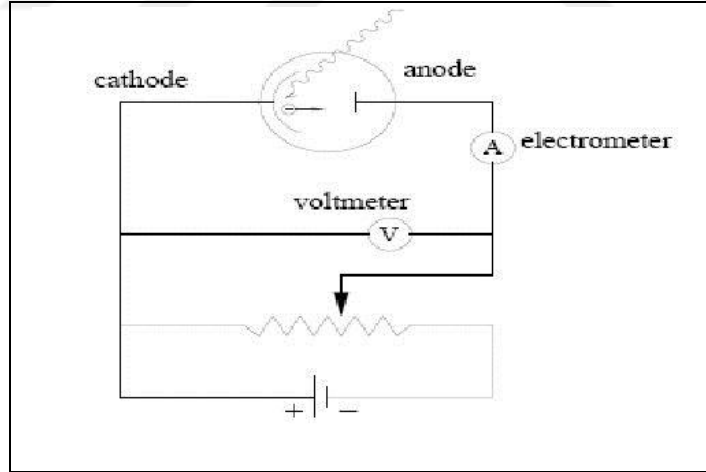 cathode
anode
A
electrometer
voltmeter
V
+ −